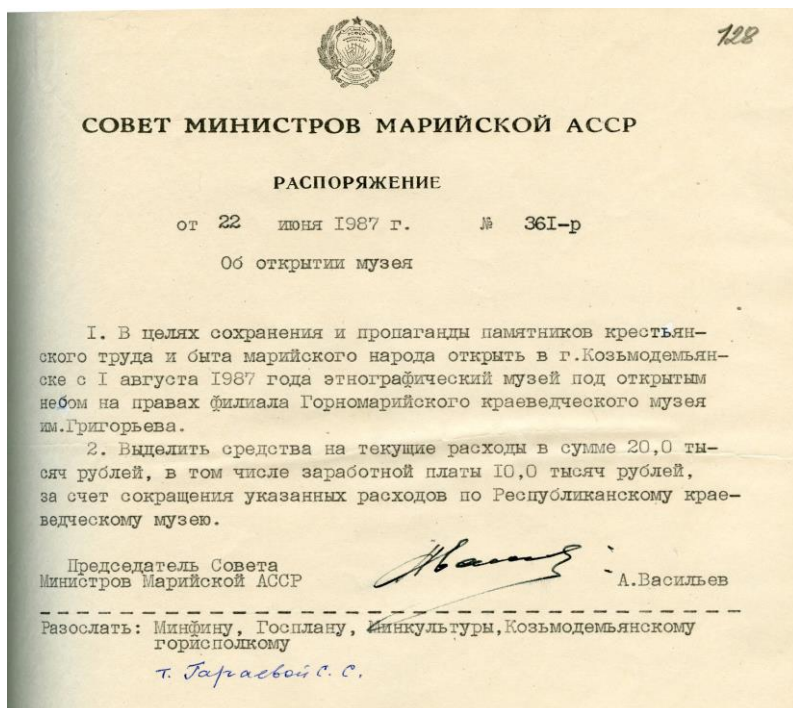 128
СОВЕТ МИНИСТРОВ МАРИЙСКОЙ АССР
РАСПОРЯЖЕНИЕ
от 22 июня 1987 г. № 361-р
Об открытии музея
1. В целях сохранения и пропаганды памятников крестьян-
ского труда и быта марийского народа открыть в г.Козьмодемьян-
ске с 1 августа 1987 года этнографический музей под открытым
небом на правах филиала Горномарийского краеведческого музея
им.Григорьева.
2. Выделить средства на текущие расходы в сумме 20,0 ты-
сяч рублей, в том числе заработной платы 10,0 тысяч рублей,
за счет сокращения указанных расходов по Республиканскому крае-
ведческому музею.
Председатель Совета
Министров Марийской АССР А.Васильев
Разослать: Минфину, Госплану, Минкультуры,Козьмодемьянскому
горисполкому
т. Гараевой С. С.